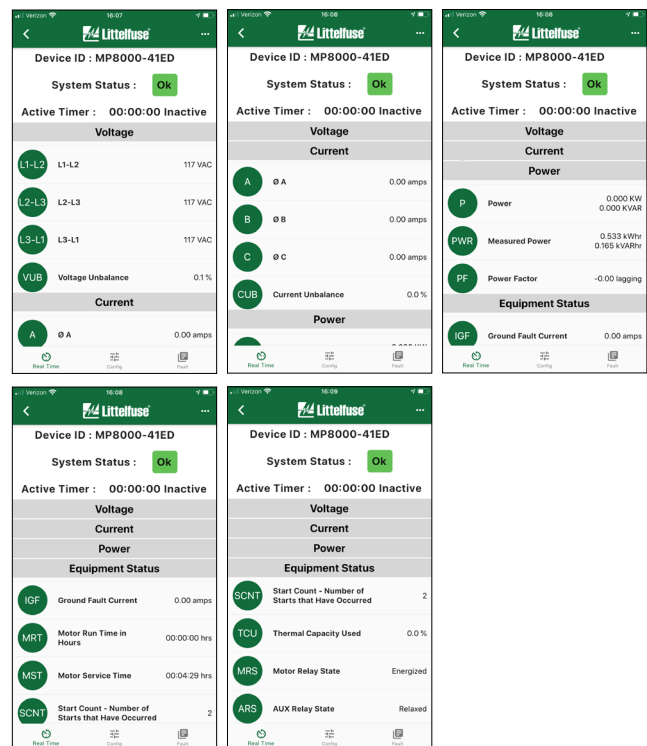 Verizon 16:07
Littelfuse
Device ID : MP8000-41ED
System Status : Ok
Active Timer : 00:00:00 Inactive
Voltage
L1-L2 L1-L2 117 VAC
L2-L3 L2-L3 117 VAC
L3-L1 L3-L1 117 VAC
VUB Voltage Unbalance 0.1 %
Current
A Ø A 0.00 amps
Real Time Config Fault
Verizon 16:08
Littelfuse
Device ID : MP8000-41ED
System Status : Ok
Active Timer : 00:00:00 Inactive
Voltage
Current
A Ø A 0.00 amps
B Ø B 0.00 amps
C Ø C 0.00 amps
CUB Current Unbalance 0.0 %
Power
Real Time Config Fault
Verizon 16:08
Littelfuse
Device ID : MP8000-41ED
System Status : Ok
Active Timer : 00:00:00 Inactive
Voltage
Current
Power
P Power 0.000 KW
0.000 KVAR
PWR Measured Power 0.533 kWhr
0.165 kVARhr
PF Power Factor -0.00 lagging
Equipment Status
IGF Ground Fault Current 0.00 amps
Real Time Config Fault
Verizon 16:08
Littelfuse
Device ID : MP8000-41ED
System Status : Ok
Active Timer : 00:00:00 Inactive
Voltage
Current
Power
Equipment Status
IGF Ground Fault Current 0.00 amps
MRT Motor Run Time in
Hours 00:00:00 hrs
MST Motor Service Time 00:04:29 hrs
SCNT Start Count - Number of
Starts that Have Occurred 2
Real Time Config Fault
Verizon 16:09
Littelfuse
Device ID : MP8000-41ED
System Status : Ok
Active Timer : 00:00:00 Inactive
Voltage
Current
Power
Equipment Status
SCNT Start Count - Number of
Starts that Have Occurred 2
TCU Thermal Capacity Used 0.0 %
MRS Motor Relay State Energized
ARS AUX Relay State Relaxed
Real Time Config Fault